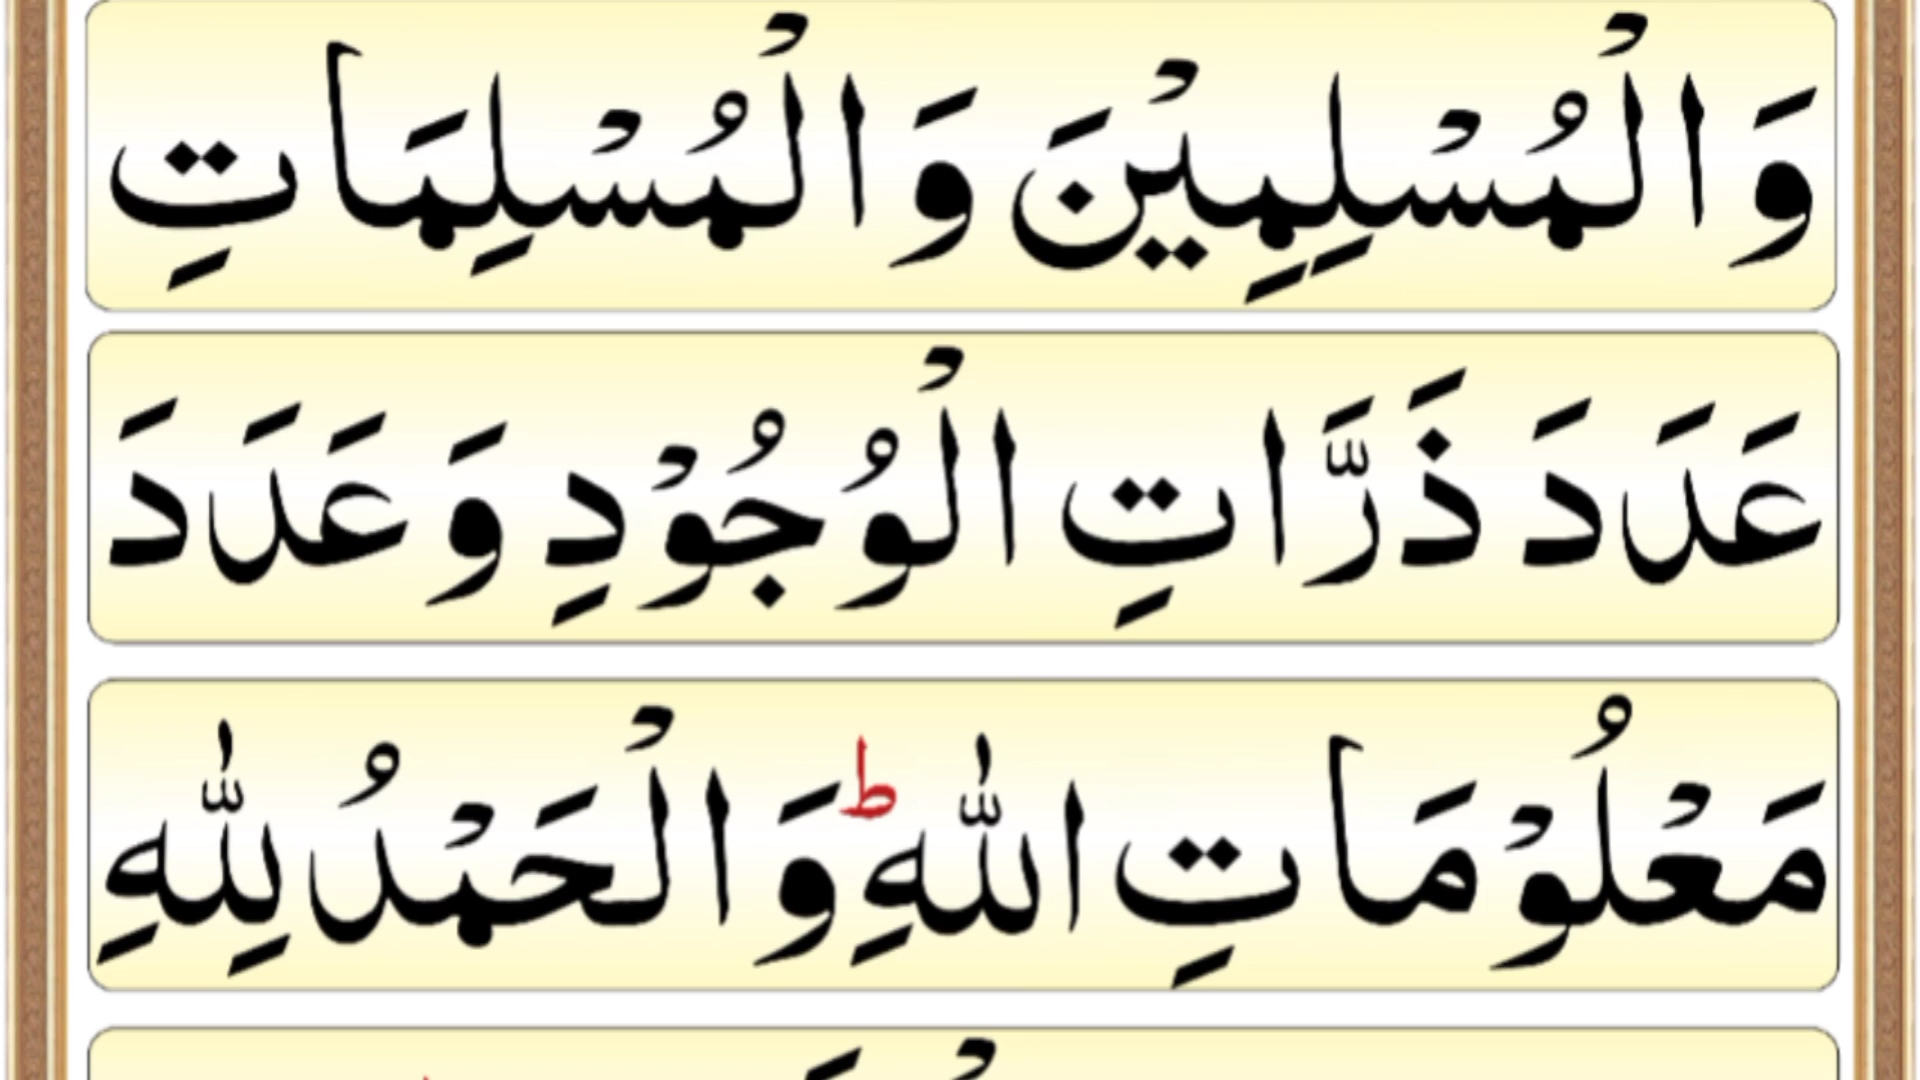 وَالْمُسْلِمِيْنَ وَالْمُسْلِمَاتِ
عَدَدَ ذَرَّاتِ الْوُجُوْدِ وَعَدَدَ
مَعْلُوْمَاتِ اللّٰهِ ؕ وَالْحَمْدُ لِلّٰهِ